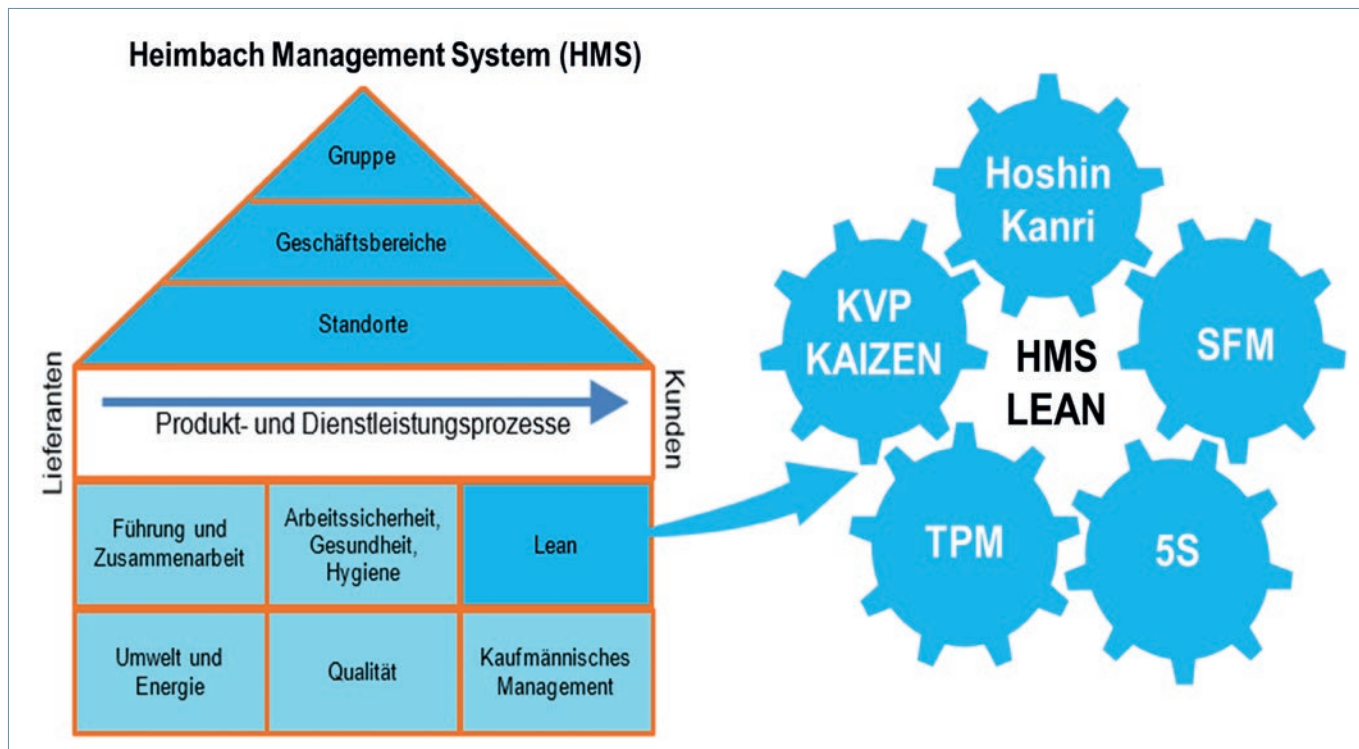 Heimbach Management System (HMS)
Gruppe
Geschäftsbereiche
Standorte
Lieferanten
Produkt- und Dienstleistungsprozesse
Kunden
Führung und
Zusammenarbeit
Arbeitssicherheit,
Gesundheit,
Hygiene
Lean
Umwelt und
Energie
Qualität
Kaufmännisches
Management
Hoshin
Kanri
KVP
KAIZEN
SFM
HMS
LEAN
TPM
5S